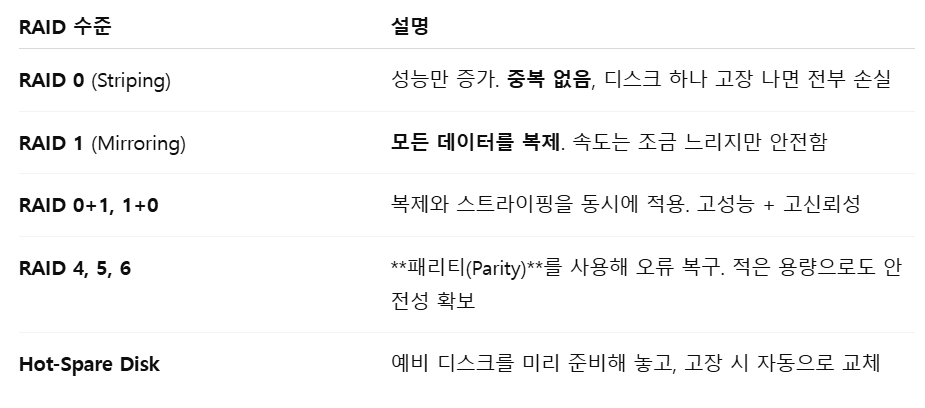 RAID 수준 설명
RAID 0 (Striping) 성능만 증가. 중복 없음, 디스크 하나 고장 나면 전부 손실
RAID 1 (Mirroring) 모든 데이터를 복제. 속도는 조금 느리지만 안전함
RAID 0+1, 1+0 복제와 스트라이핑을 동시에 적용. 고성능 + 고신뢰성
RAID 4, 5, 6 **패리티(Parity)**를 사용해 오류 복구. 적은 용량으로도 안
전성 확보
Hot-Spare Disk 예비 디스크를 미리 준비해 놓고, 고장 시 자동으로 교체